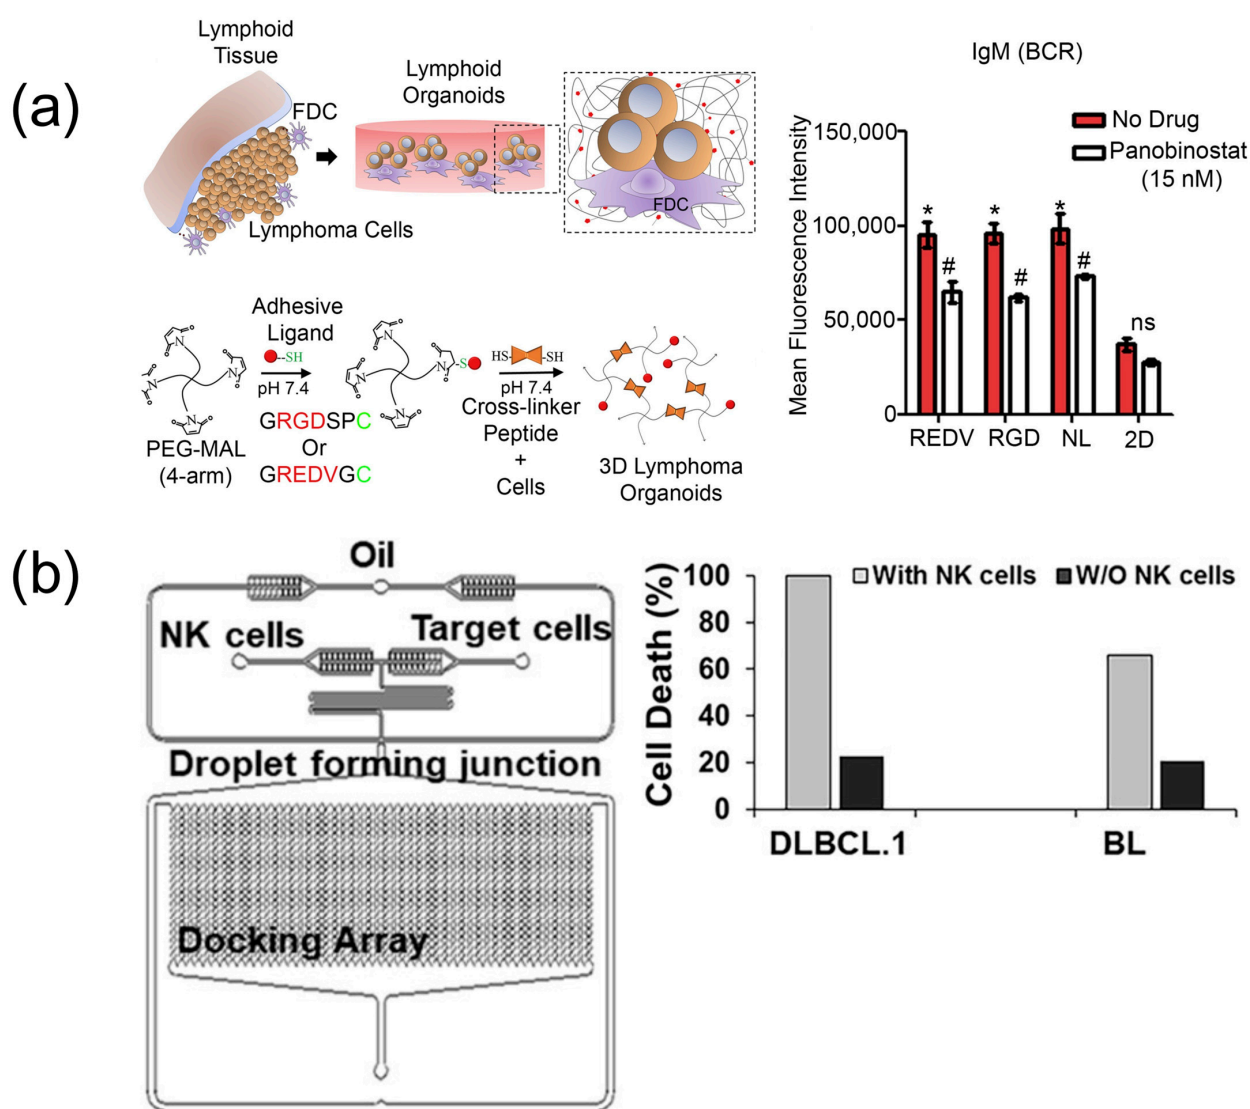 (a)
Lymphoid
Tissue
FDC
Lymphoma Cells
Lymphoid
Organoids
FDC
PEG-MAL
(4-arm)
Adhesive
Ligand
--SH
pH 7.4
GRGDSPC
Or
GREDVGC
N
O
S
HS
SH
pH 7.4
Cross-linker
Peptide
+
Cells
3D Lymphoma
Organoids
IgM (BCR)
No Drug
Panobinostat
(15 nM)
Mean Fluorescence Intensity
150,000
100,000
50,000
0
*
#
*
#
*
#
ns
REDV RGD NL 2D
(b)
Oil
NK cells
Target cells
Droplet forming junction
Docking Array
With NK cells W/O NK cells
Cell Death (%)
100
80
60
40
20
0
DLBCL.1 BL